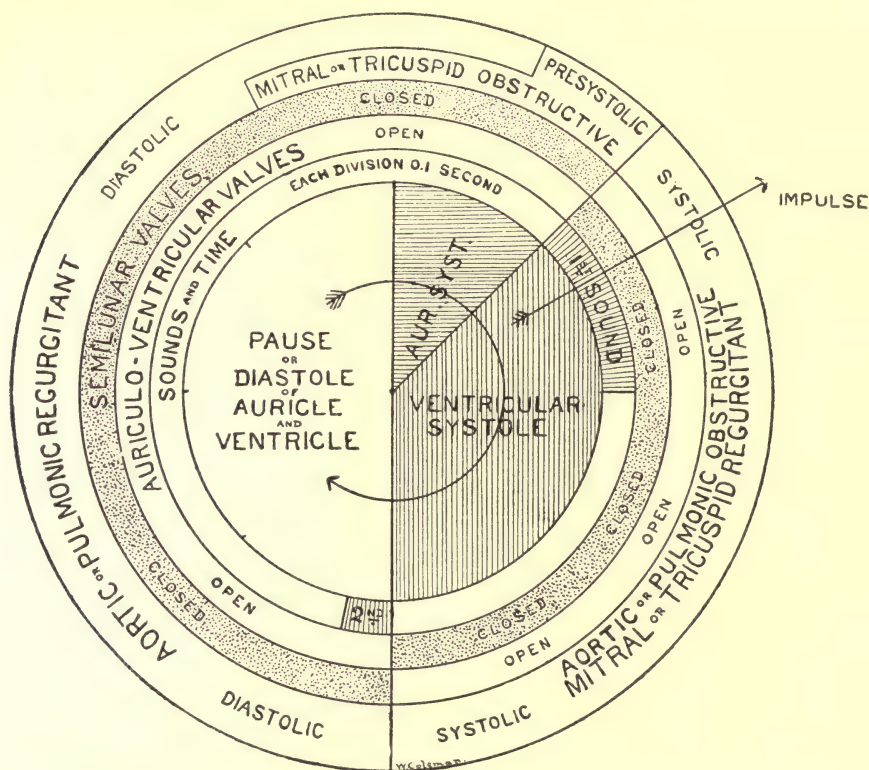 PRESYSTOLIC
MITRAL OR TRICUSPID OBSTRUCTIVE
CLOSED
DIASTOLIC
OPEN
SYSTOLIC
IMPULSE
EACH DIVISION 0.1 SECOND
SEMILUNAR VALVES
AURICULO-VENTRICULAR VALVES
SOUNDS AND TIME
AUR. SYST.
1ST SOUND
CLOSED
OPEN
PAUSE
OR
DIASTOLE
OF
AURICLE
AND
VENTRICLE
VENTRICULAR
SYSTOLE
AORTIC OR PULMONIC REGURGITANT
AORTIC OR PULMONIC OBSTRUCTIVE
MITRAL OR TRICUSPID REGURGITANT
CLOSED
OPEN
CLOSED
OPEN
2ND
CLOSED
OPEN
DIASTOLIC
SYSTOLIC
W. Coleman.